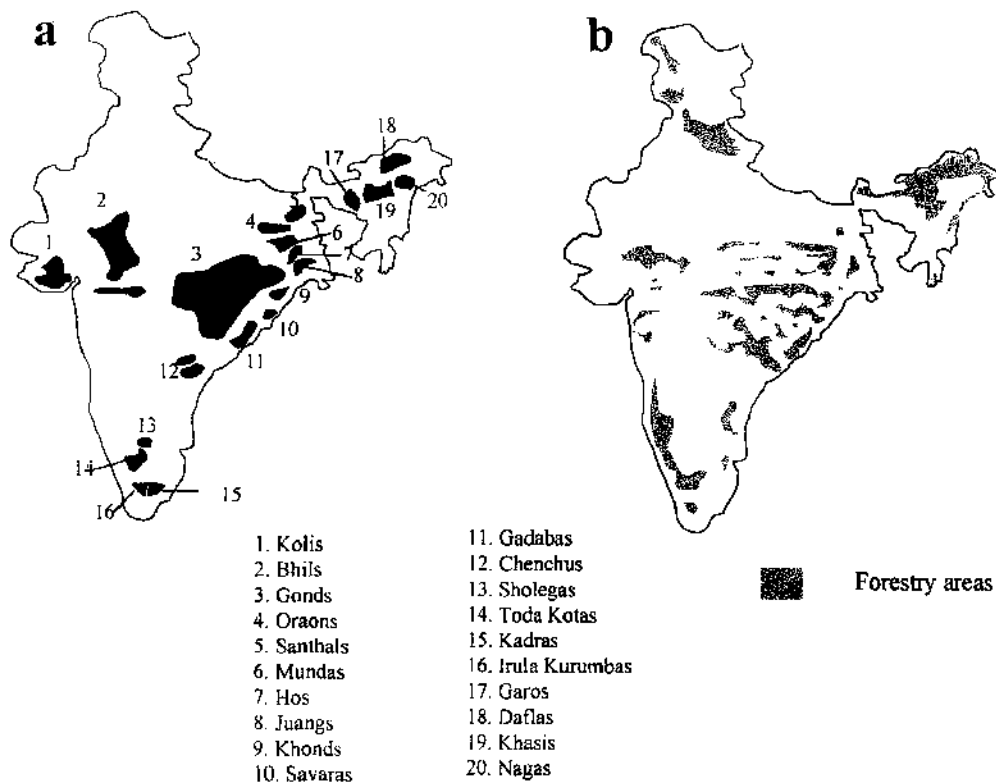 a
b
18
17
2
4
19
20
1
6
3
7
8
9
10
11
12
13
14
15
16
1. Kolis
2. Bhils
3. Gonds
4. Oraons
5. Santhals
6. Mundas
7. Hos
8. Juangs
9. Khonds
10. Savaras
11. Gadabas
12. Chenchus
13. Sholegas
14. Toda Kotas
15. Kadras
16. Irula Kurumbas
17. Garos
18. Daflas
19. Khasis
20. Nagas
Forestry areas